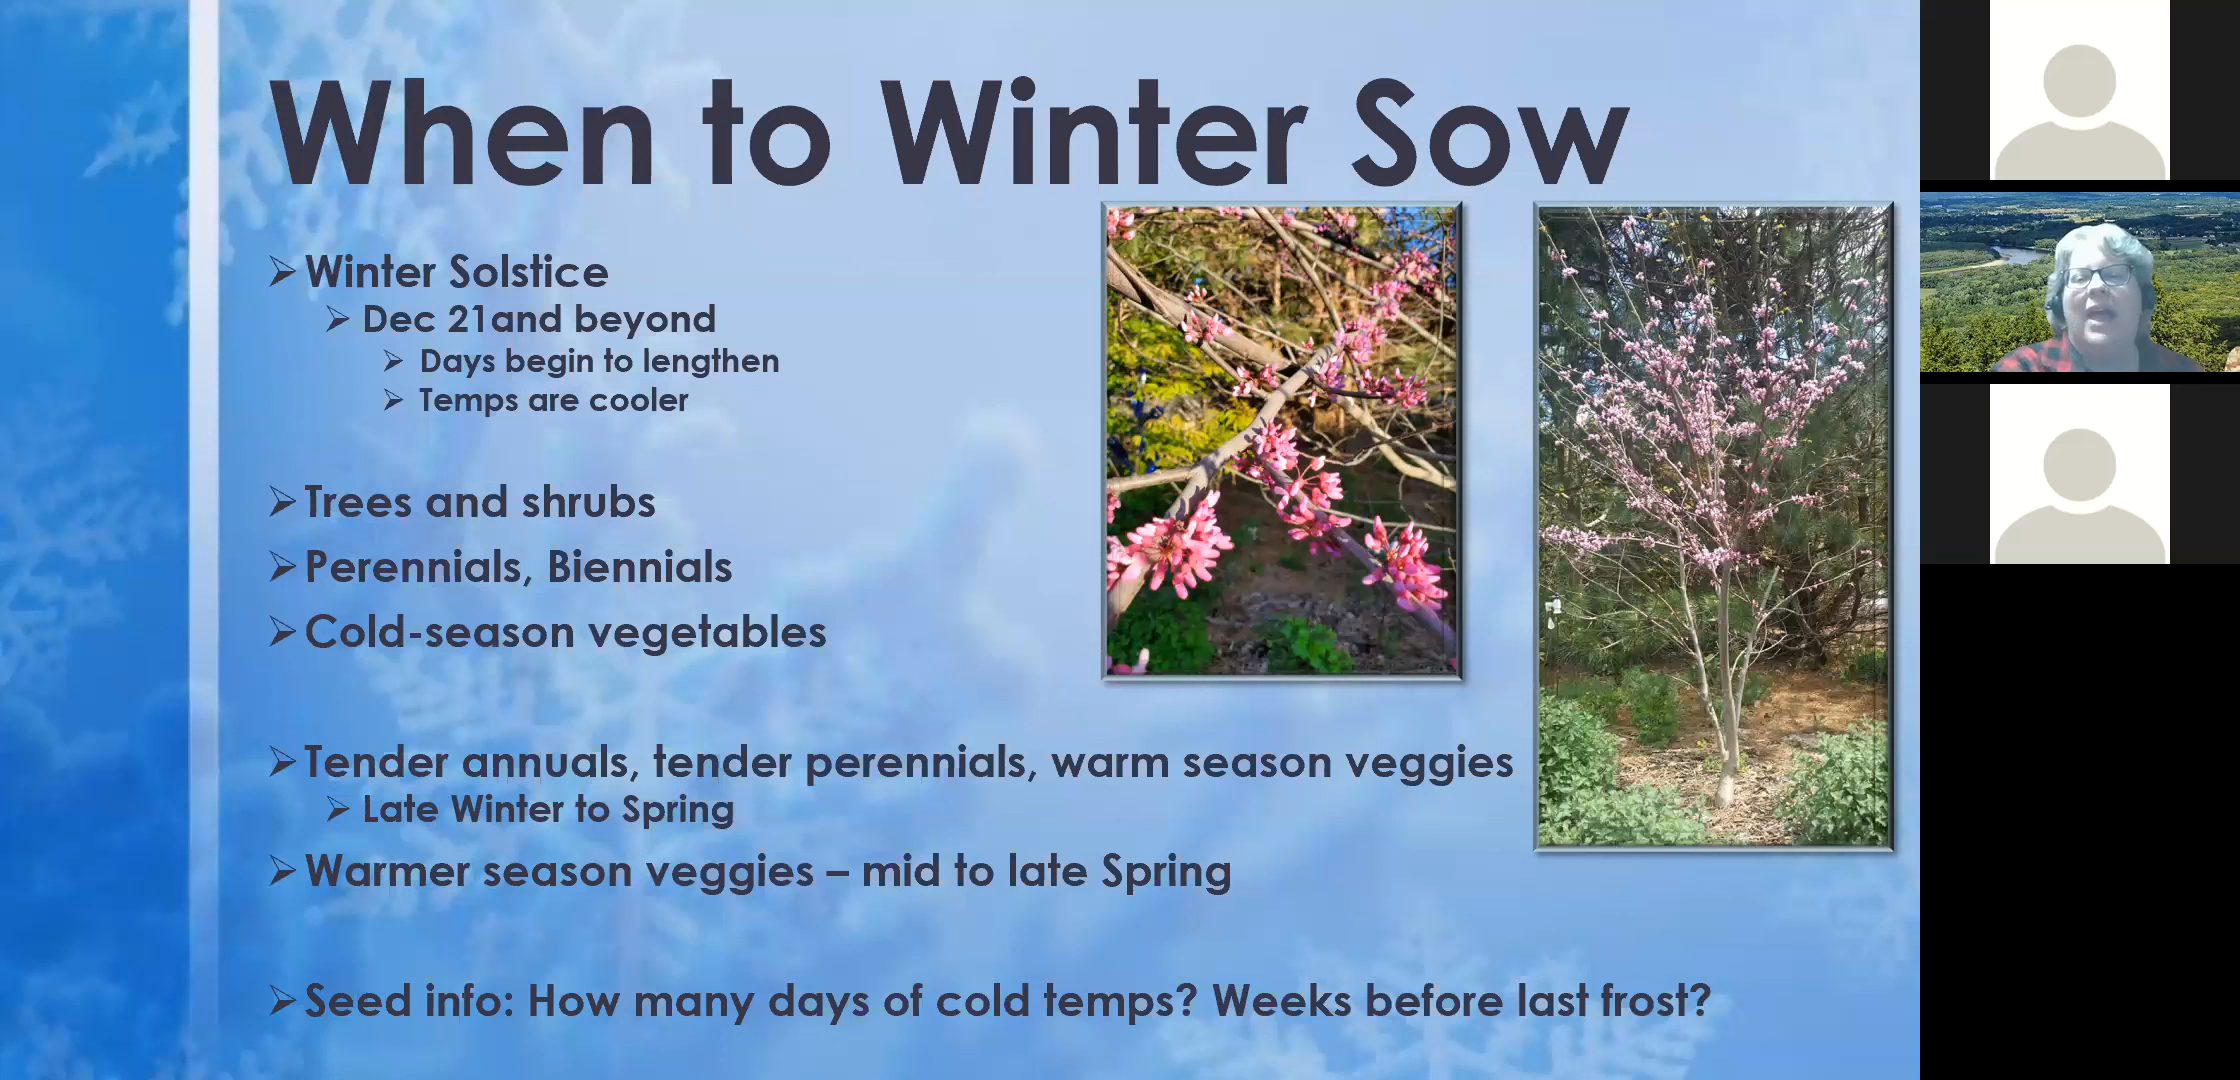 When to Winter Sow
Winter Solstice
Dec 21and beyond
Days begin to lengthen
Temps are cooler
Trees and shrubs
Perennials, Biennials
Cold-season vegetables
Tender annuals, tender perennials, warm season veggies
Late Winter to Spring
Warmer season veggies – mid to late Spring
Seed info: How many days of cold temps? Weeks before last frost?